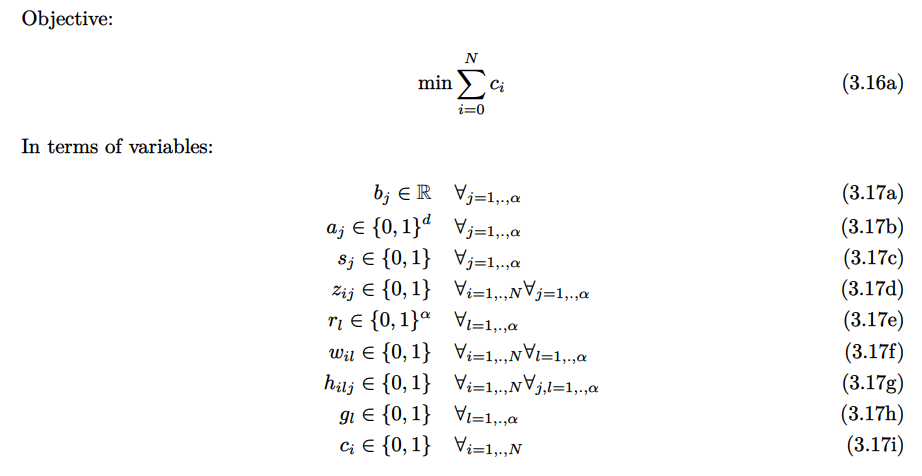 Objective:
min ∑_{i=0}^{N} c_i (3.16a)
In terms of variables:
b_j ∈ ℝ ∀_{j=1,.,α} (3.17a)
a_j ∈ {0, 1}^d ∀_{j=1,.,α} (3.17b)
s_j ∈ {0, 1} ∀_{j=1,.,α} (3.17c)
z_{ij} ∈ {0, 1} ∀_{i=1,.,N}∀_{j=1,.,α} (3.17d)
r_l ∈ {0, 1}^α ∀_{l=1,.,α} (3.17e)
w_{il} ∈ {0, 1} ∀_{i=1,.,N}∀_{l=1,.,α} (3.17f)
h_{ilj} ∈ {0, 1} ∀_{i=1,.,N}∀_{j,l=1,.,α} (3.17g)
g_l ∈ {0, 1} ∀_{l=1,.,α} (3.17h)
c_i ∈ {0, 1} ∀_{i=1,.,N} (3.17i)